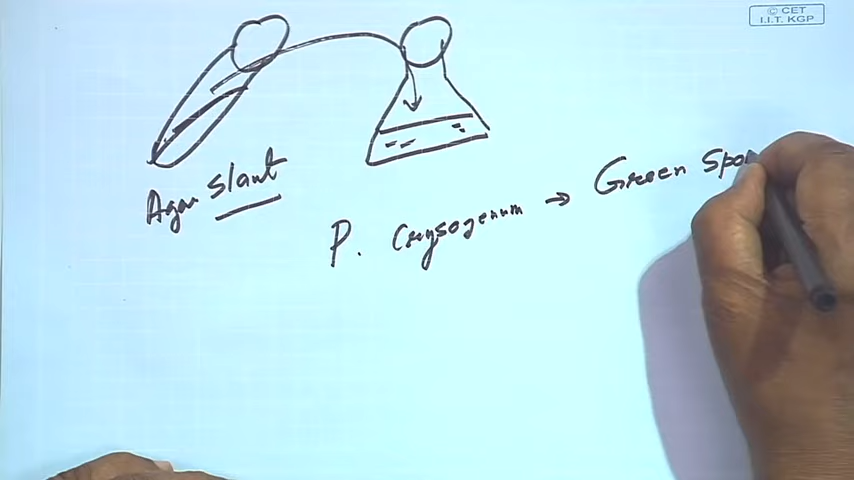 © CET
I.I.T. KGP
Agar slant
P. Crysogenum → Green Spo